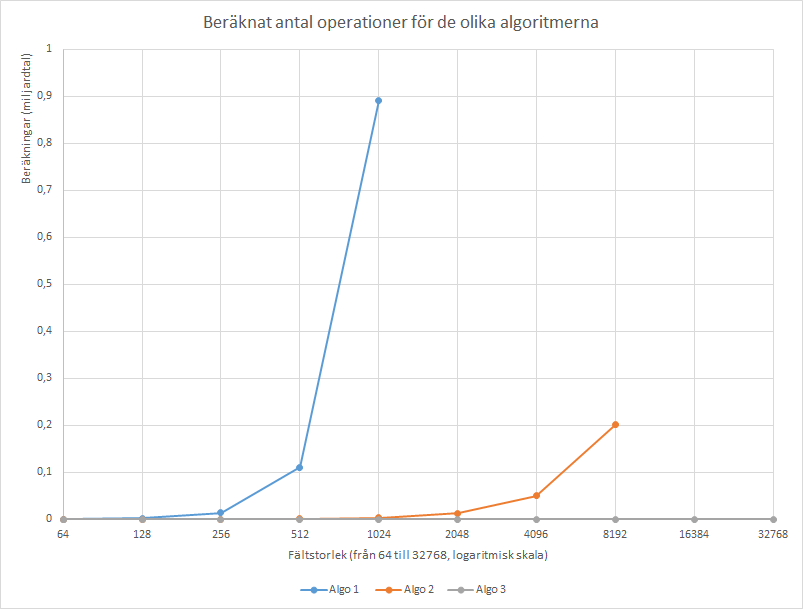 Beräknat antal operationer för de olika algoritmerna
Beräkningar (miljardtal)
1
0,9
0,8
0,7
0,6
0,5
0,4
0,3
0,2
0,1
0
64 128 256 512 1024 2048 4096 8192 16384 32768
Fältstorlek (från 64 till 32768, logaritmisk skala)
Algo 1 Algo 2 Algo 3